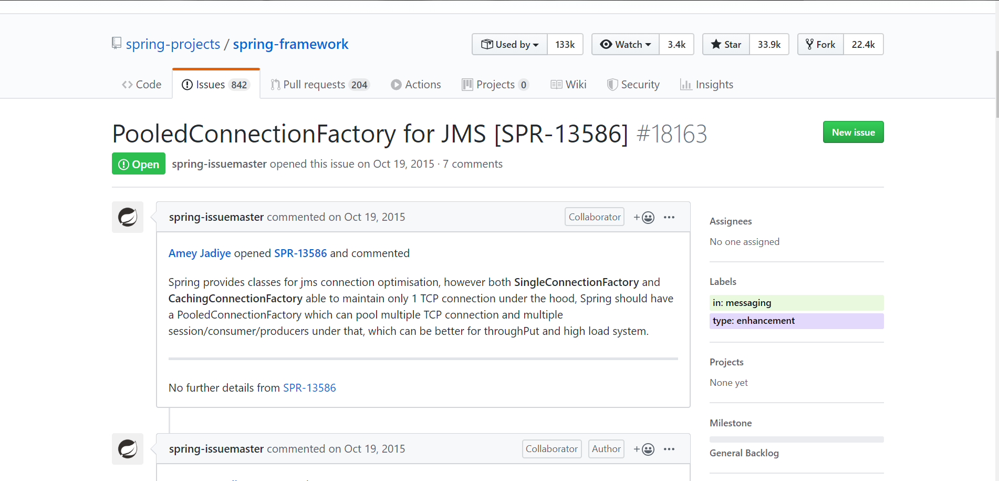 spring-projects / spring-framework
Used by 133k
Watch 3.4k
Star 33.9k
Fork 22.4k
Code
Issues 842
Pull requests 204
Actions
Projects 0
Wiki
Security
Insights
PooledConnectionFactory for JMS [SPR-13586] #18163
New issue
Open
spring-issuemaster opened this issue on Oct 19, 2015 · 7 comments
spring-issuemaster commented on Oct 19, 2015
Collaborator
Amey Jadiye opened SPR-13586 and commented
Spring provides classes for jms connection optimisation, however both SingleConnectionFactory and
CachingConnectionFactory able to maintain only 1 TCP connection under the hood, Spring should have
a PooledConnectionFactory which can pool multiple TCP connection and multiple
session/consumer/producers under that, which can be better for throughPut and high load system.
No further details from SPR-13586
Assignees
No one assigned
Labels
in: messaging
type: enhancement
Projects
None yet
Milestone
General Backlog
spring-issuemaster commented on Oct 19, 2015
Collaborator
Author